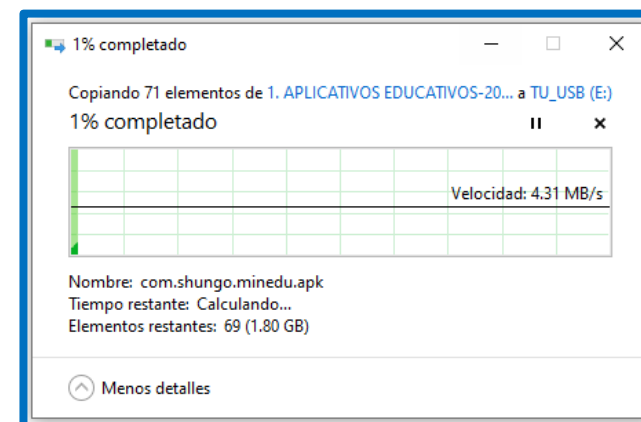 1% completado
Copiando 71 elementos de 1. APLICATIVOS EDUCATIVOS-20... a TU_USB (E:)
1% completado
Velocidad: 4.31 MB/s
Nombre: com.shungo.minedu.apk
Tiempo restante: Calculando...
Elementos restantes: 69 (1.80 GB)
Menos detalles